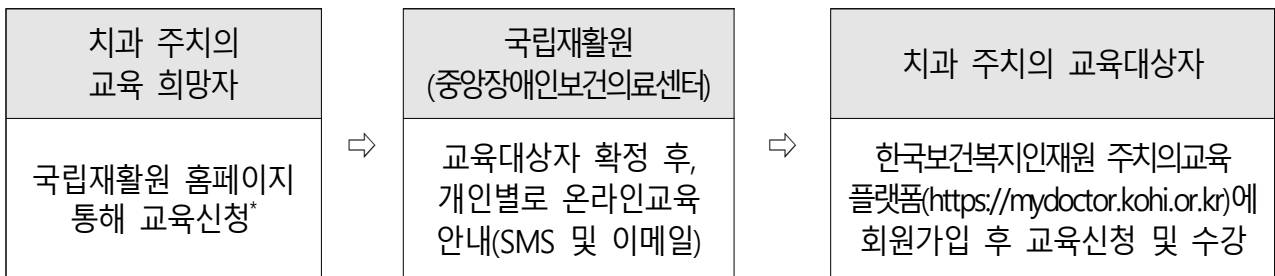 치과 주치의
교육 희망자
국립재활원 홈페이지
통해 교육신청*
⇨
국립재활원
(중앙장애인보건의료센터)
교육대상자 확정 후,
개인별로 온라인교육
안내(SMS 및 이메일)
⇨
치과 주치의 교육대상자
한국보건복지인재원 주치의교육
플랫폼(https://mydoctor.kohi.or.kr)에
회원가입 후 교육신청 및 수강